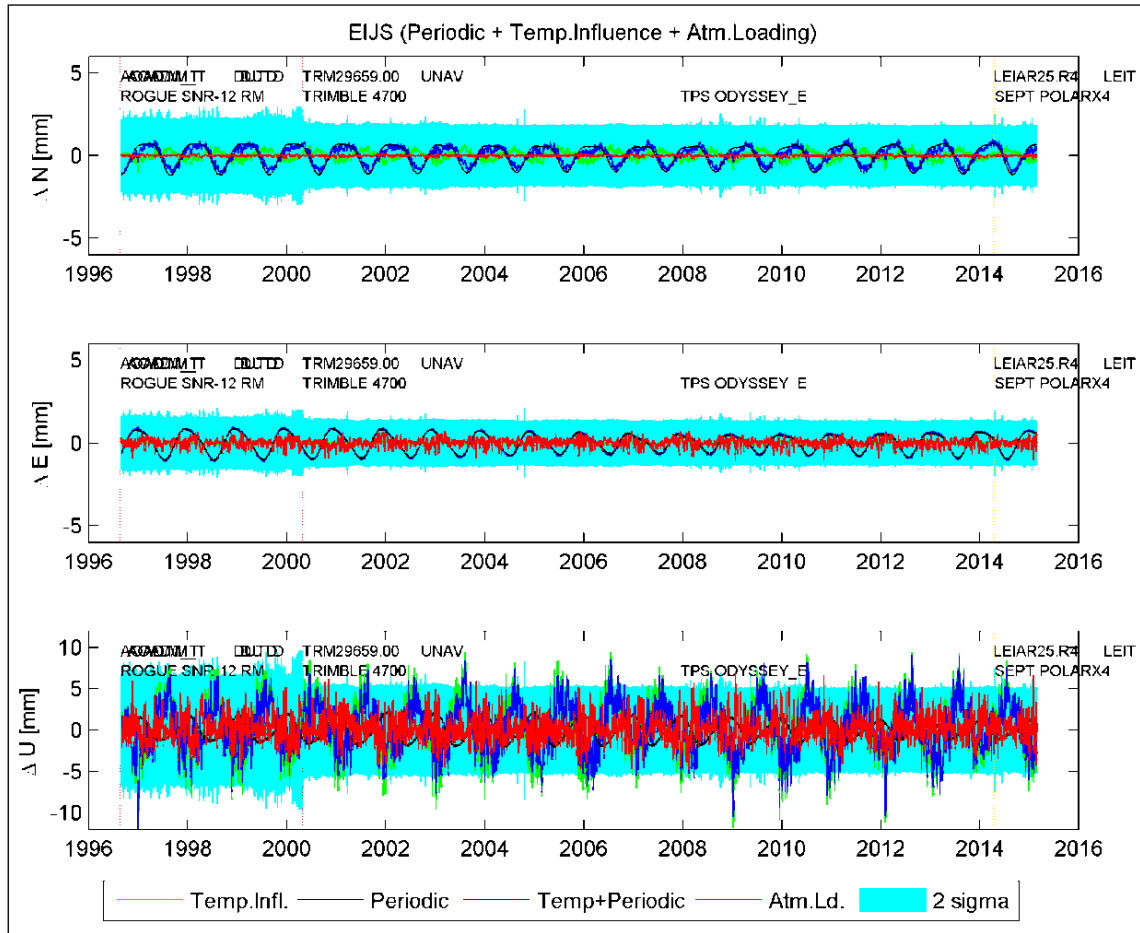 EIJS (Periodic + Temp.Influence + Atm.Loading)
5
TRM29659.00 UNAV LEIAR25.R4 LEIT
ROGUE SNR-12 RM TRIMBLE 4700 TPS ODYSSEY_E SEPT POLARX4
Δ N [mm]
0
-5
1996 1998 2000 2002 2004 2006 2008 2010 2012 2014 2016
5
TRM29659.00 UNAV LEIAR25.R4 LEIT
ROGUE SNR-12 RM TRIMBLE 4700 TPS ODYSSEY E SEPT POLARX4
Δ E [mm]
0
-5
1996 1998 2000 2002 2004 2006 2008 2010 2012 2014 2016
10
TRM29659.00 UNAV LEIAR25.R4 LEIT
ROGUE SNR-12 RM TRIMBLE 4700 TPS ODYSSEY_E SEPT POLARX4
5
Δ U [mm]
0
-5
-10
1996 1998 2000 2002 2004 2006 2008 2010 2012 2014 2016
Temp.Infl. Periodic Temp+Periodic Atm.Ld. 2 sigma